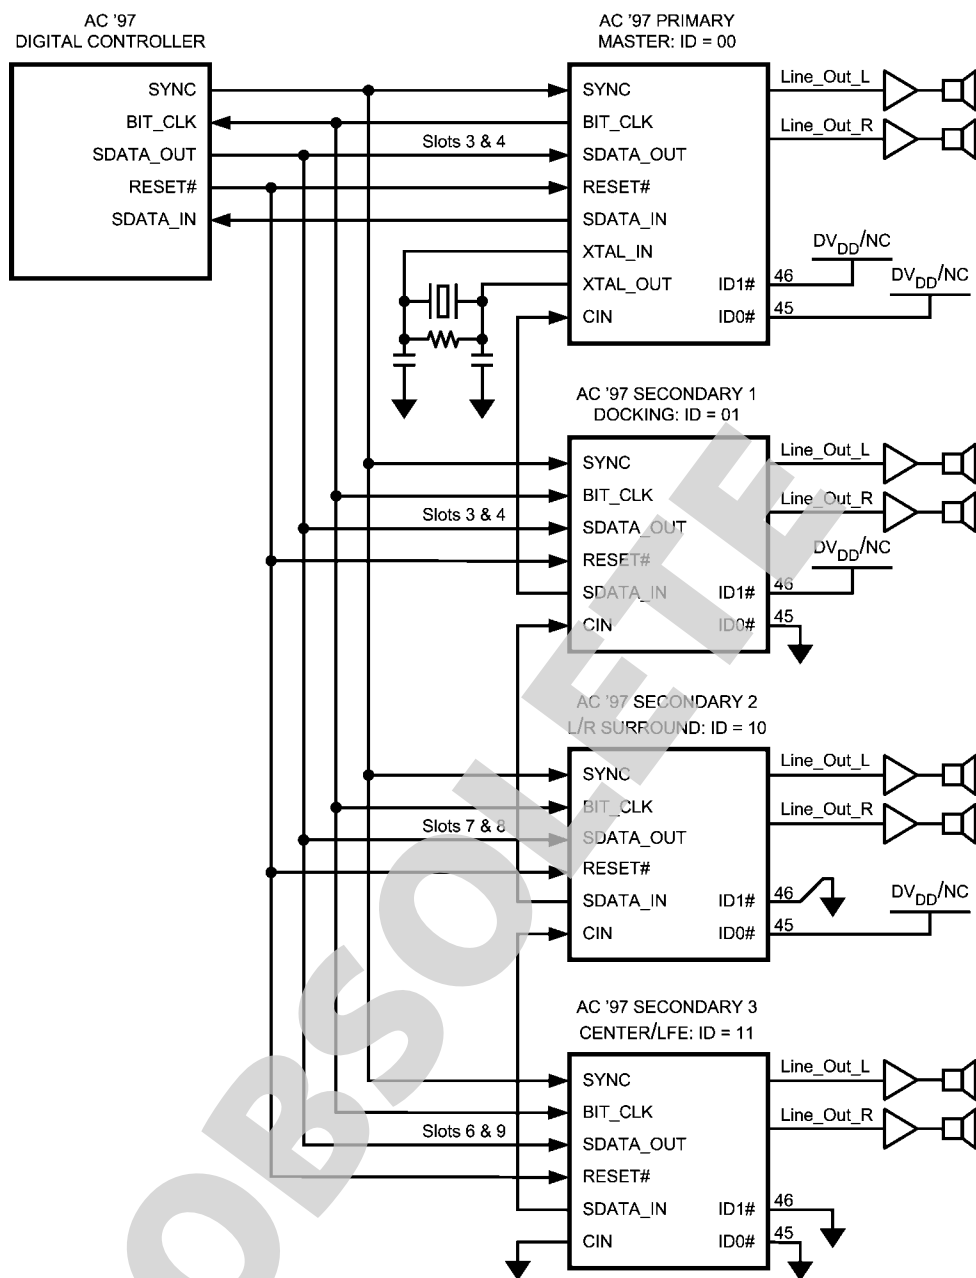 AC '97
DIGITAL CONTROLLER
SYNC
BIT_CLK
SDATA_OUT
RESET#
SDATA_IN
Slots 3 & 4
AC '97 PRIMARY
MASTER: ID = 00
SYNC
BIT_CLK
SDATA_OUT
RESET#
SDATA_IN
XTAL_IN
XTAL_OUT
CIN
ID1#
ID0#
46
45
Line_Out_L
Line_Out_R
DVDD/NC
DVDD/NC
AC '97 SECONDARY 1
DOCKING: ID = 01
Slots 3 & 4
SYNC
BIT_CLK
SDATA_OUT
RESET#
SDATA_IN
CIN
ID1#
ID0#
46
45
Line_Out_L
Line_Out_R
DVDD/NC
AC '97 SECONDARY 2
L/R SURROUND: ID = 10
Slots 7 & 8
SYNC
BIT_CLK
SDATA_OUT
RESET#
SDATA_IN
CIN
ID1#
ID0#
46
45
Line_Out_L
Line_Out_R
DVDD/NC
AC '97 SECONDARY 3
CENTER/LFE: ID = 11
Slots 6 & 9
SYNC
BIT_CLK
SDATA_OUT
RESET#
SDATA_IN
CIN
ID1#
ID0#
46
45
Line_Out_L
Line_Out_R
OBSOLETE